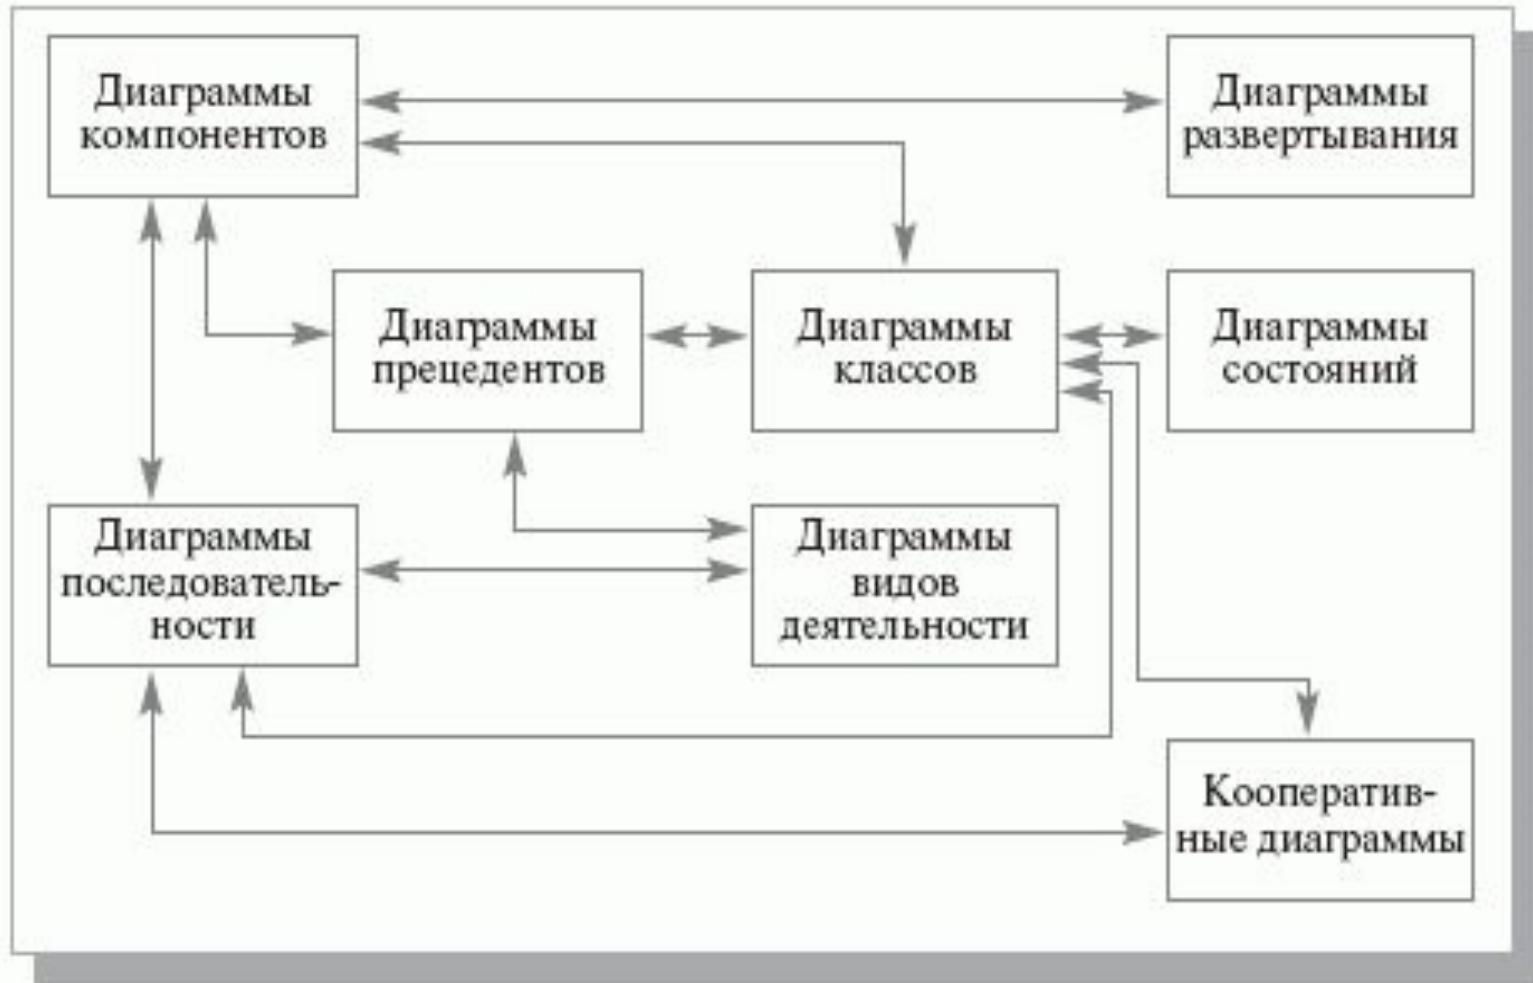 Диаграммы
компонентов
Диаграммы
развертывания
Диаграммы
прецедентов
Диаграммы
классов
Диаграммы
состояний
Диаграммы
последователь-
ности
Диаграммы
видов
деятельности
Кооператив-
ные диаграммы